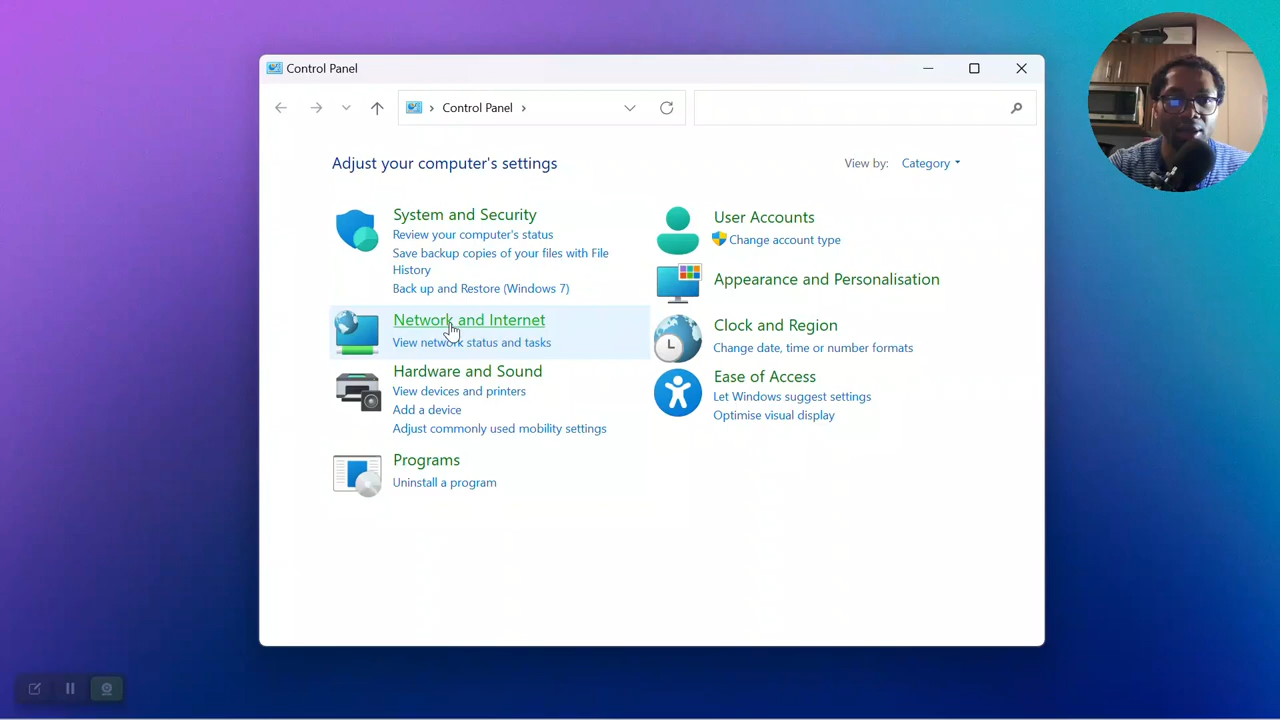 Control Panel
Control Panel
Adjust your computer's settings
View by: Category
System and Security
Review your computer's status
Save backup copies of your files with File
History
Back up and Restore (Windows 7)
Network and Internet
View network status and tasks
Hardware and Sound
View devices and printers
Add a device
Adjust commonly used mobility settings
Programs
Uninstall a program
User Accounts
Change account type
Appearance and Personalisation
Clock and Region
Change date, time or number formats
Ease of Access
Let Windows suggest settings
Optimise visual display